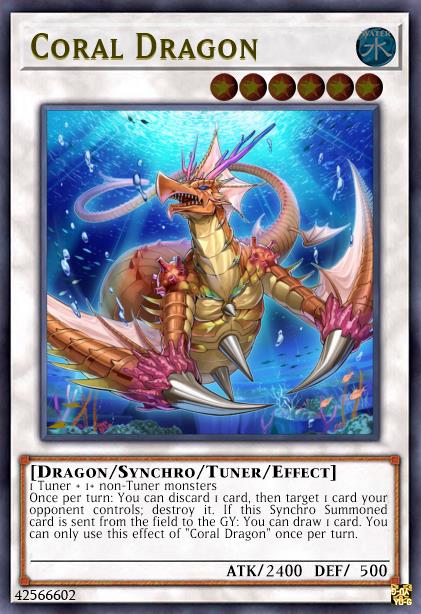 CORAL DRAGON
WATER
水
[DRAGON/SYNCHRO/TUNER/EFFECT]
1 Tuner + 1+ non-Tuner monsters
Once per turn: You can discard 1 card, then target 1 card your
opponent controls; destroy it. If this Synchro Summoned
card is sent from the field to the GY: You can draw 1 card. You
can only use this effect of "Coral Dragon" once per turn.
ATK/2400 DEF/ 500
42566602